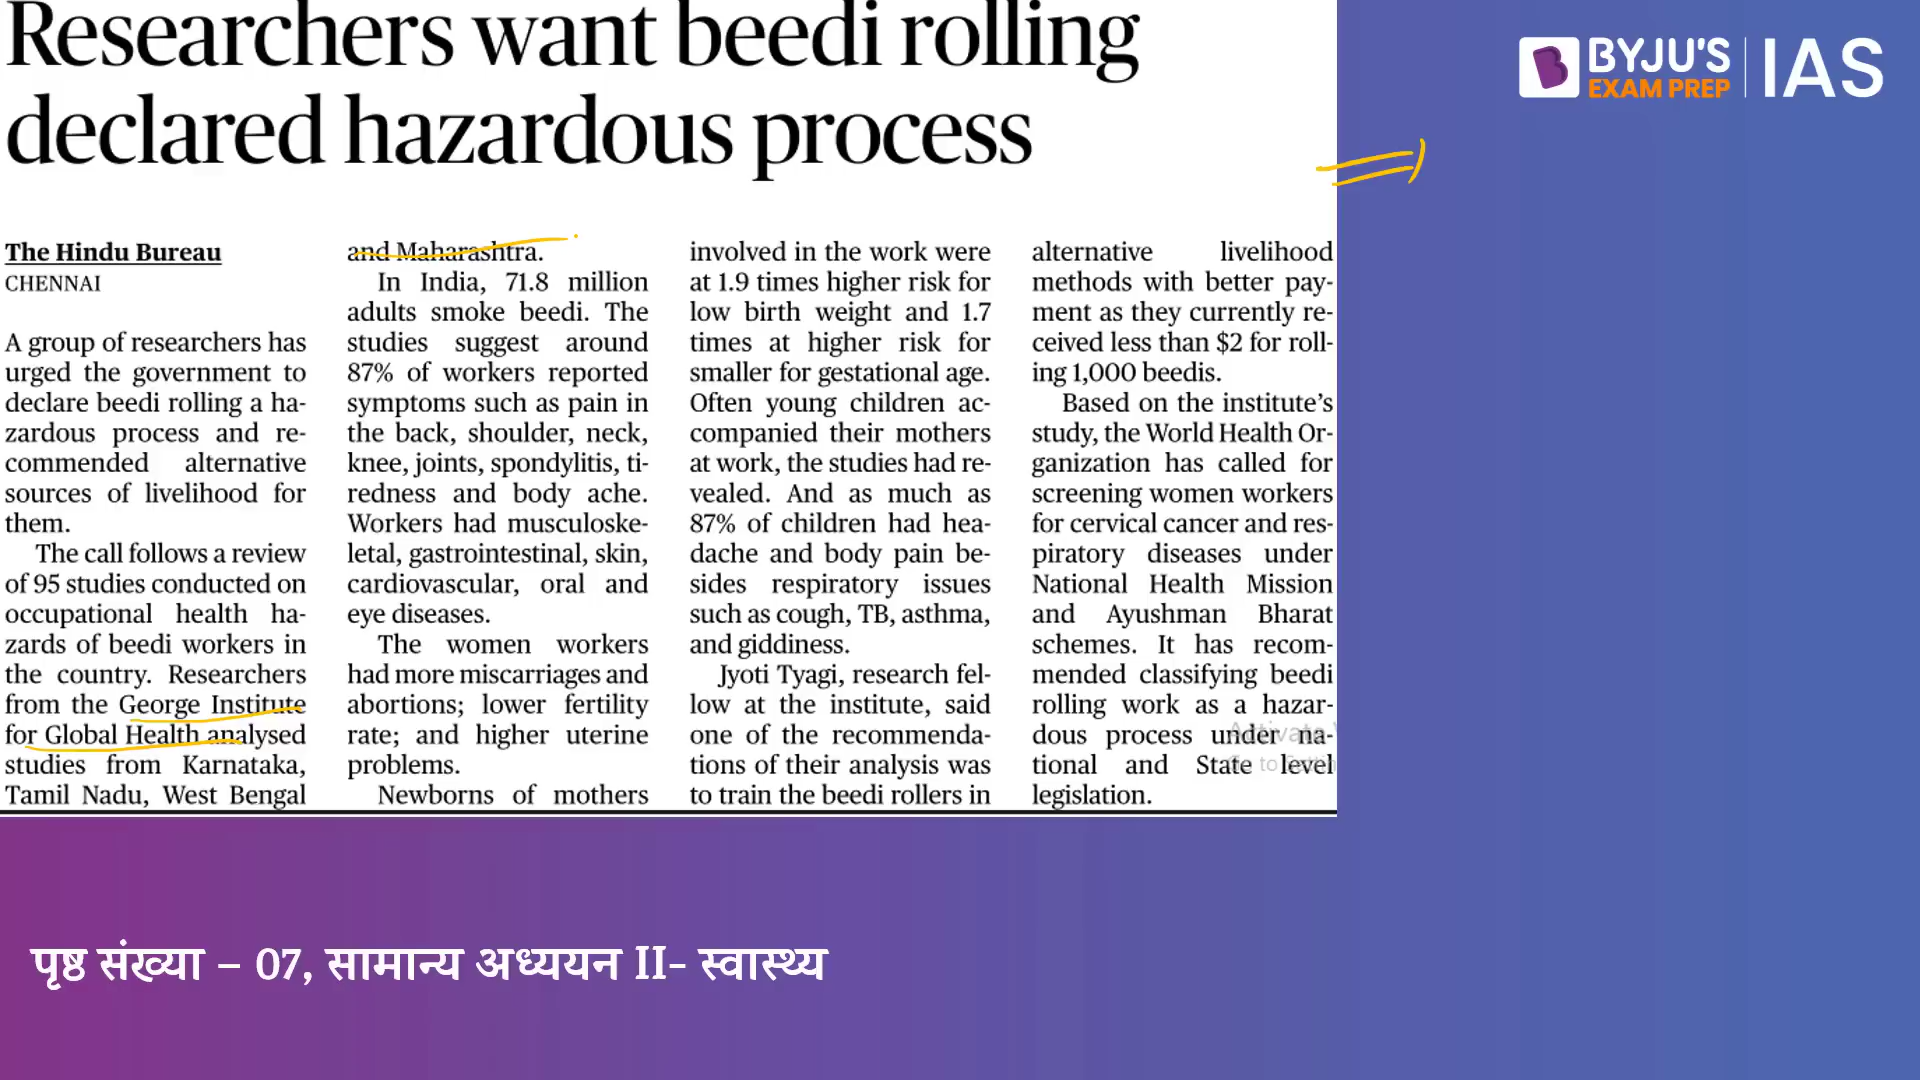 Researchers want beedi rolling
declared hazardous process
BYJU'S
EXAM PREP
IAS
The Hindu Bureau
CHENNAI
A group of researchers has
urged the government to
declare beedi rolling a ha-
zardous process and re-
commended alternative
sources of livelihood for
them.
The call follows a review
of 95 studies conducted on
occupational health ha-
zards of beedi workers in
the country. Researchers
from the George Institute
for Global Health analysed
studies from Karnataka,
Tamil Nadu, West Bengal
and Maharashtra.
In India, 71.8 million
adults smoke beedi. The
studies suggest around
87% of workers reported
symptoms such as pain in
the back, shoulder, neck,
knee, joints, spondylitis, ti-
redness and body ache.
Workers had musculoske-
letal, gastrointestinal, skin,
cardiovascular, oral and
eye diseases.
The women workers
had more miscarriages and
abortions; lower fertility
rate; and higher uterine
problems.
Newborns of mothers
involved in the work were
at 1.9 times higher risk for
low birth weight and 1.7
times at higher risk for
smaller for gestational age.
Often young children ac-
companied their mothers
at work, the studies had re-
vealed. And as much as
87% of children had hea-
dache and body pain be-
sides respiratory issues
such as cough, TB, asthma,
and giddiness.
Jyoti Tyagi, research fel-
low at the institute, said
one of the recommenda-
tions of their analysis was
to train the beedi rollers in
alternative livelihood
methods with better pay-
ment as they currently re-
ceived less than $2 for roll-
ing 1,000 beedis.
Based on the institute's
study, the World Health Or-
ganization has called for
screening women workers
for cervical cancer and res-
piratory diseases under
National Health Mission
and Ayushman Bharat
schemes. It has recom-
mended classifying beedi
rolling work as a hazar-
dous process under na-
tional and State level
legislation.
Activate
Go to
पृष्ठ संख्या – 07, सामान्य अध्ययन II- स्वास्थ्य